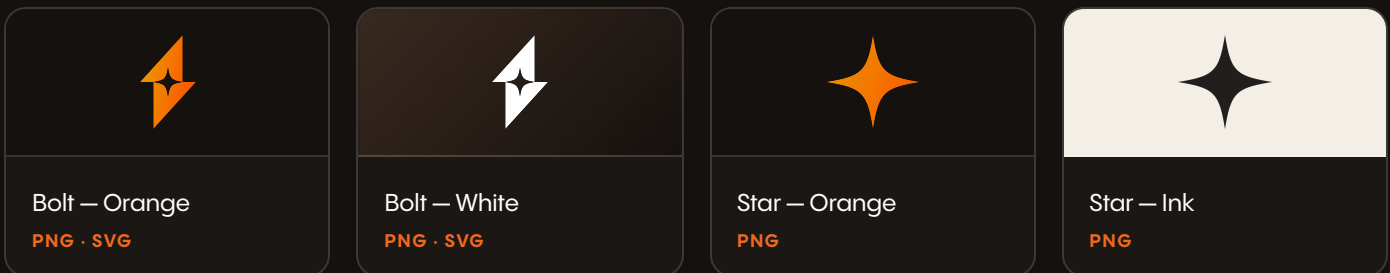 Bolt — Orange
PNG · SVG
Bolt — White
PNG · SVG
Star — Orange
PNG
Star — Ink
PNG